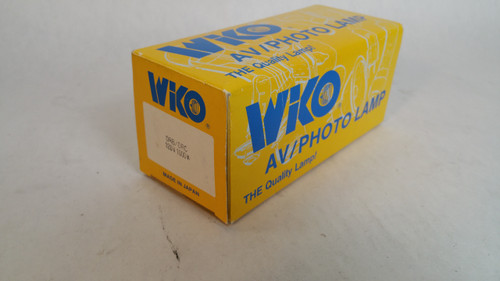 WIKO
AV/PHOTO LAMP
THE Quality Lamp!
WIKO
MADE IN JAPAN
WIKO
AV/PHOTO LAMP
THE Quality Lamp!